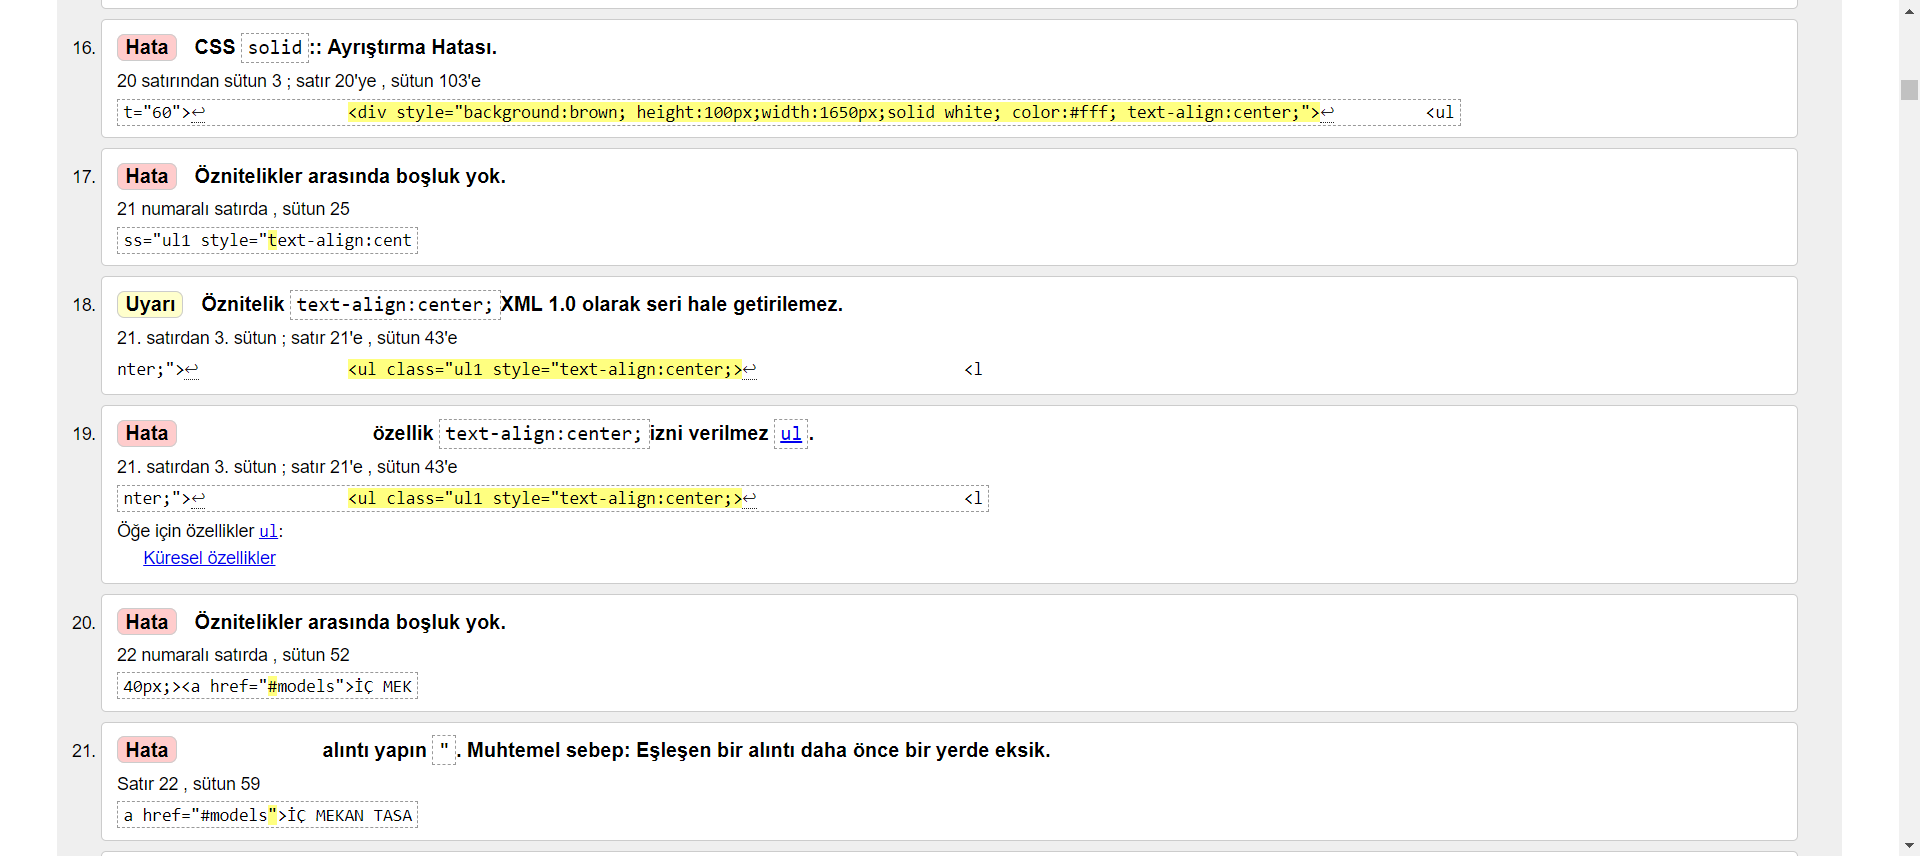 16. Hata CSS solid:: Ayrıştırma Hatası.
20 satırından sütun 3 ; satır 20'ye , sütun 103'e
t="60">↩ <div style="background:brown; height:100px;width:1650px;solid white; color:#fff; text-align:center;">↩ <ul
17. Hata Öznitelikler arasında boşluk yok.
21 numaralı satırda , sütun 25
ss="ul1 style="text-align:cent
18. Uyarı Öznitelik text-align:center; XML 1.0 olarak seri hale getirilemez.
21. satırdan 3. sütun ; satır 21'e , sütun 43'e
nter;">↩ <ul class="ul1 style="text-align:center;>↩ <l
19. Hata özellik text-align:center; izni verilmez ul.
21. satırdan 3. sütun ; satır 21'e , sütun 43'e
nter;">↩ <ul class="ul1 style="text-align:center;>↩ <l
Öğe için özellikler ul:
Küresel özellikler
20. Hata Öznitelikler arasında boşluk yok.
22 numaralı satırda , sütun 52
40px;><a href="#models">İÇ MEK
21. Hata alıntı yapın ". Muhtemel sebep: Eşleşen bir alıntı daha önce bir yerde eksik.
Satır 22 , sütun 59
a href="#models">İÇ MEKAN TASA